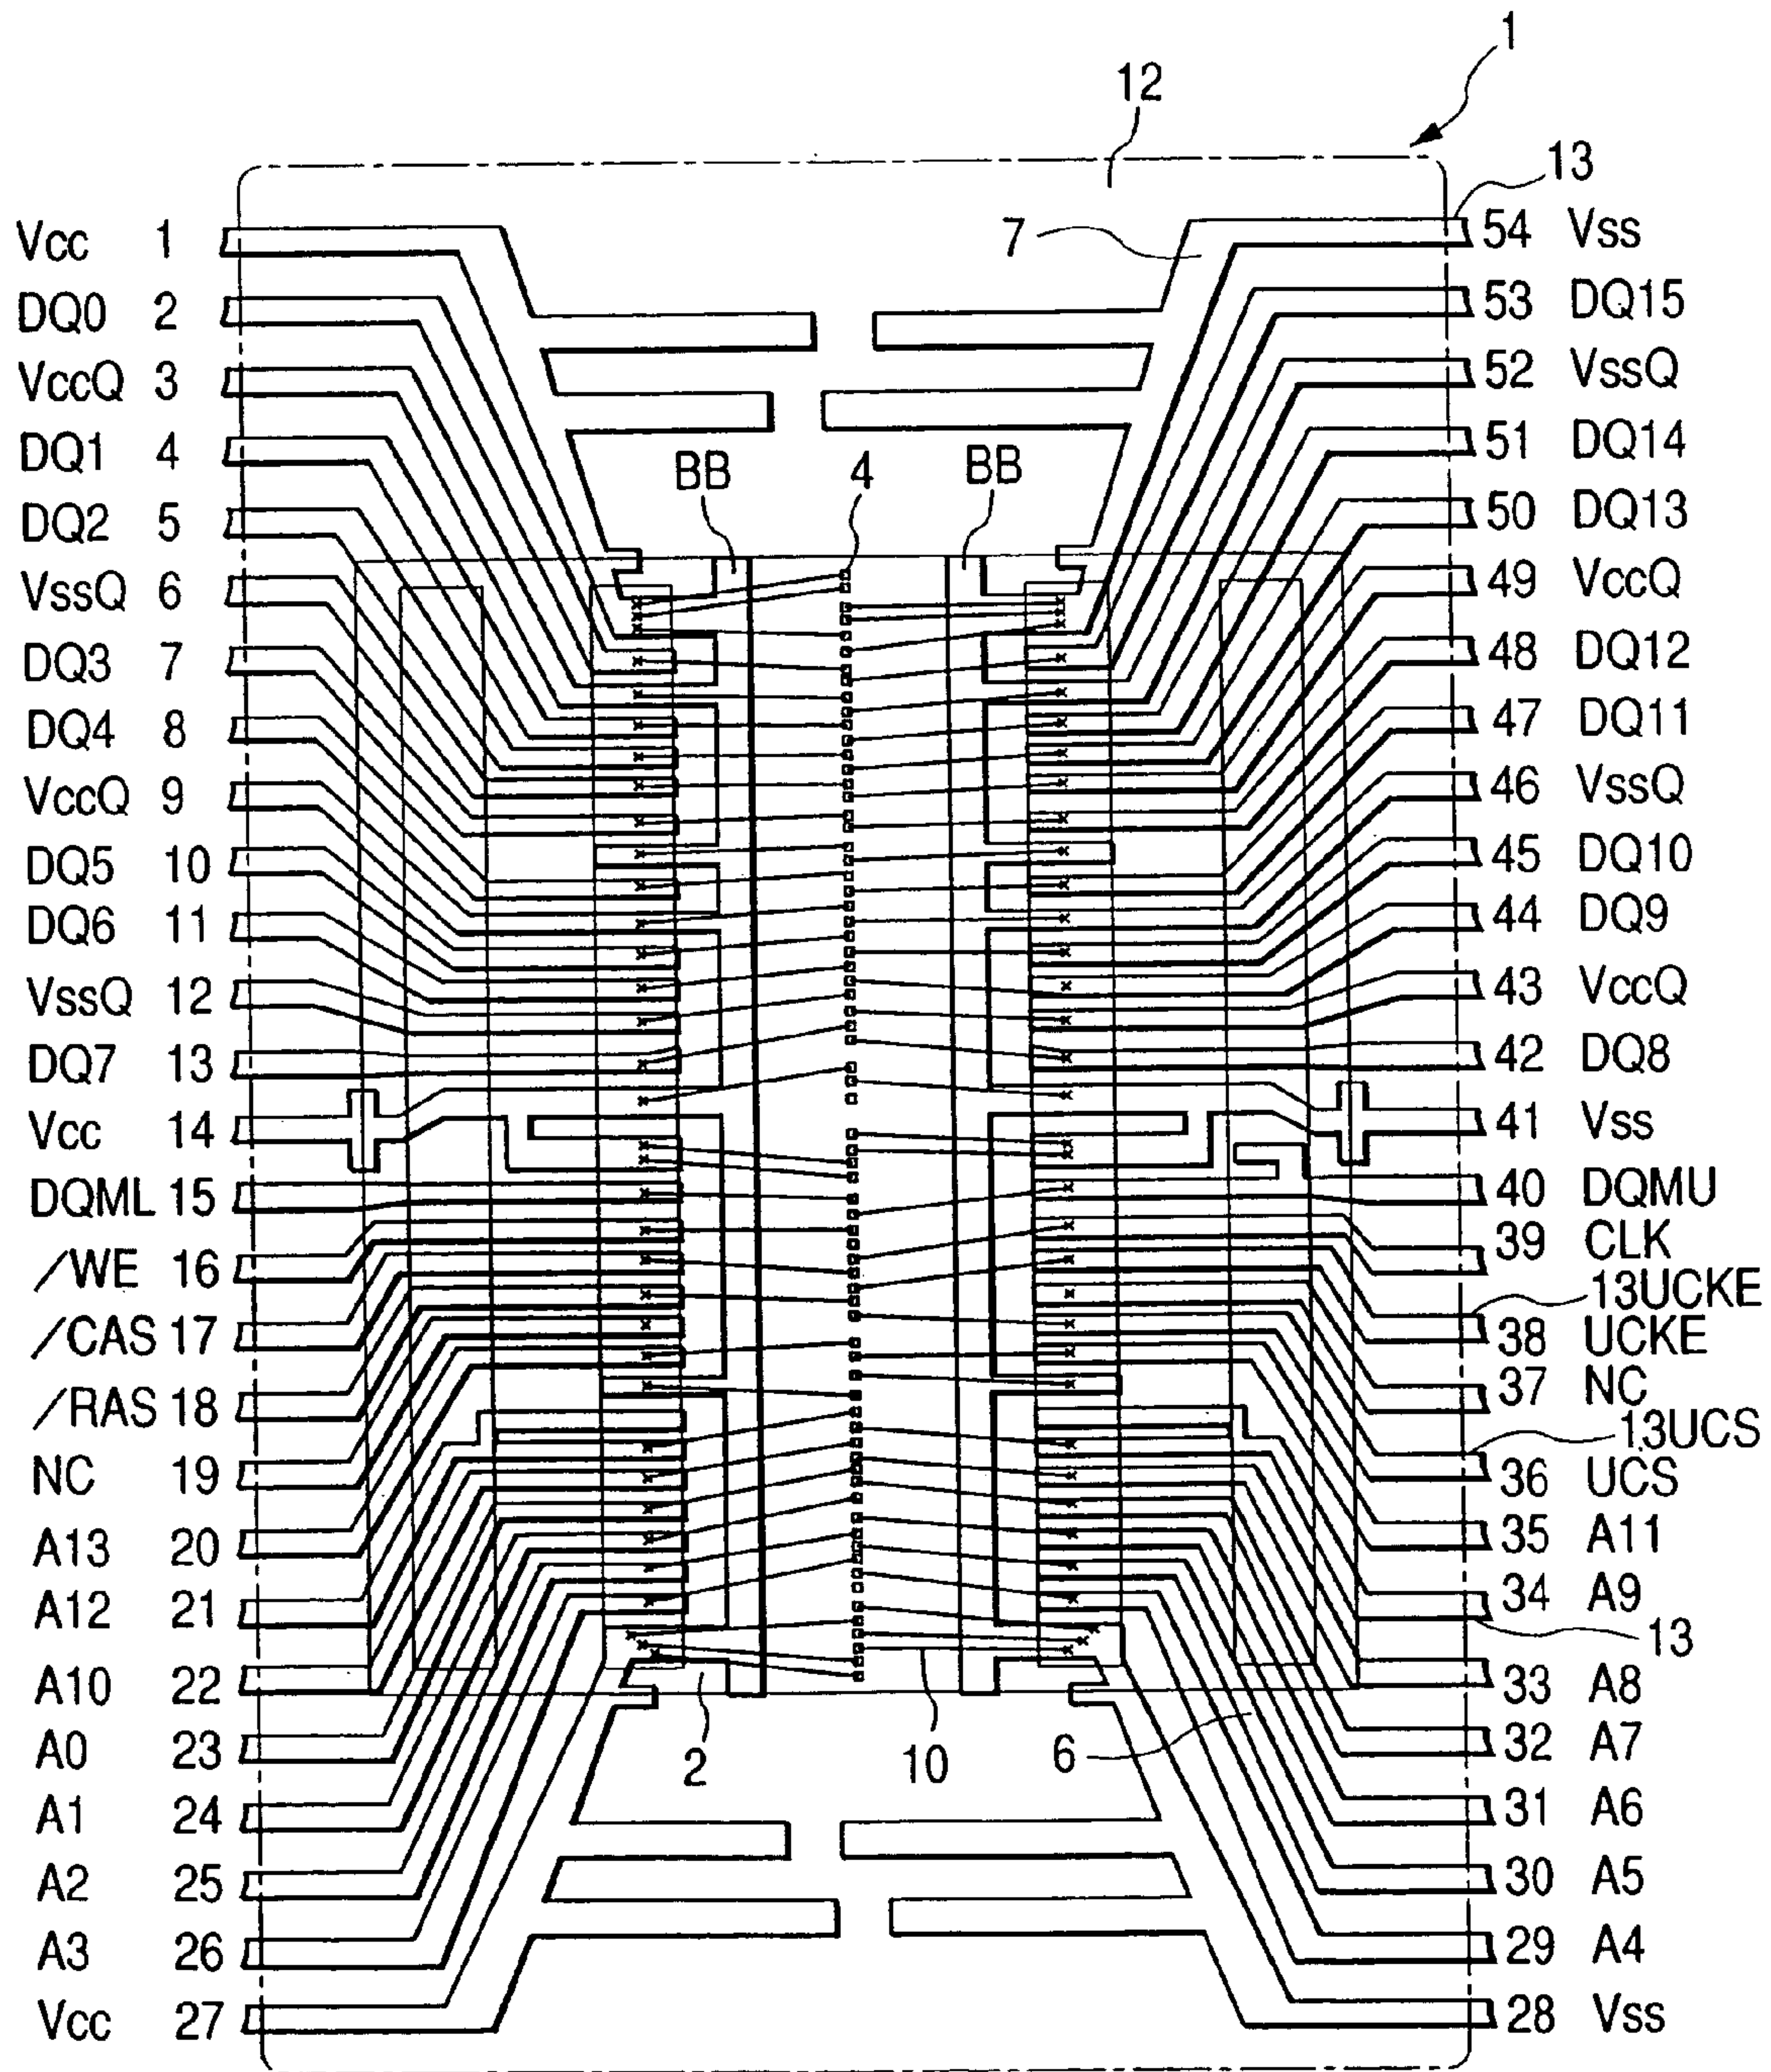 1
12
13
7
Vcc 1
54 Vss
DQ0 2
53 DQ15
VccQ 3
52 VssQ
DQ1 4
51 DQ14
BB
4
BB
DQ2 5
50 DQ13
VssQ 6
49 VccQ
DQ3 7
48 DQ12
DQ4 8
47 DQ11
VccQ 9
46 VssQ
DQ5 10
45 DQ10
DQ6 11
44 DQ9
VssQ 12
43 VccQ
DQ7 13
42 DQ8
Vcc 14
41 Vss
DQML 15
40 DQMU
/WE 16
39 CLK
13UCKE
/CAS 17
38 UCKE
/RAS 18
37 NC
13UCS
NC 19
36 UCS
A13 20
35 A11
A12 21
34 A9
13
A10 22
33 A8
A0 23
2
10
6
32 A7
A1 24
31 A6
A2 25
30 A5
A3 26
29 A4
Vcc 27
28 Vss